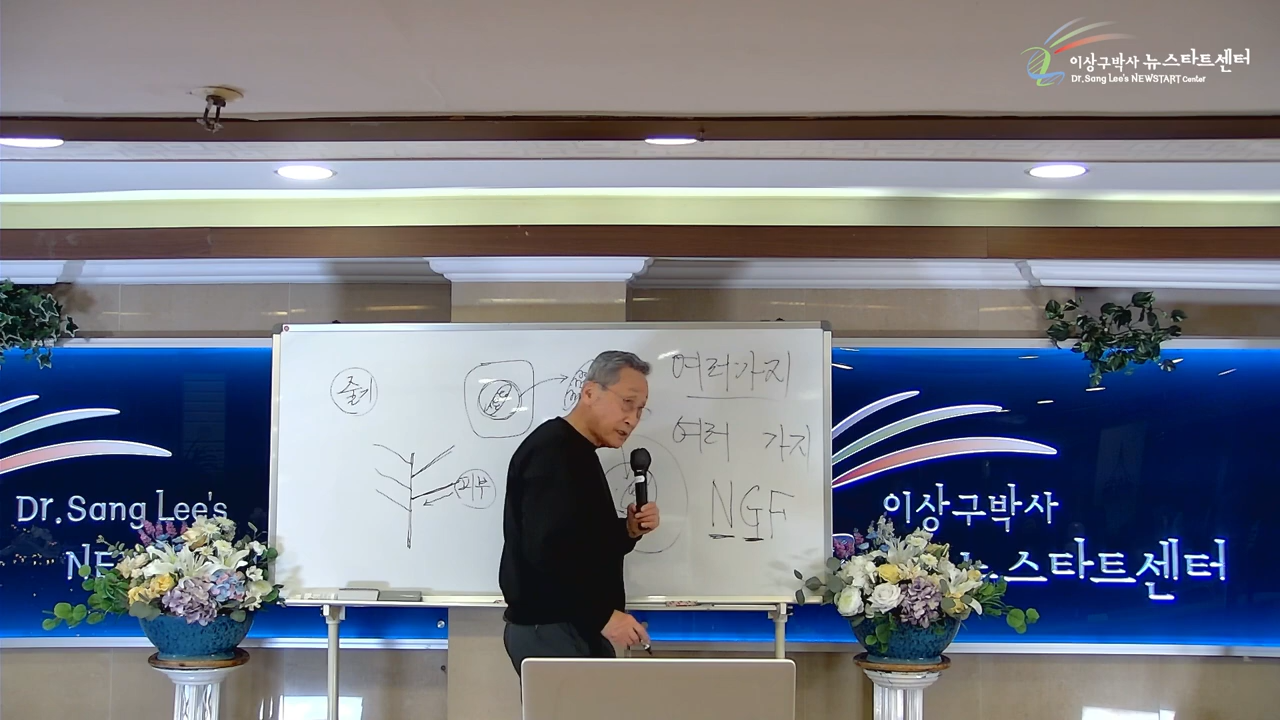 이상구박사 뉴스타트센터
Dr. Sang Lee's NEWSTART Center
줄기
피부
여러가지
여러 가지
NGF
Dr. Sang Lee's
이상구박사
스타트센터